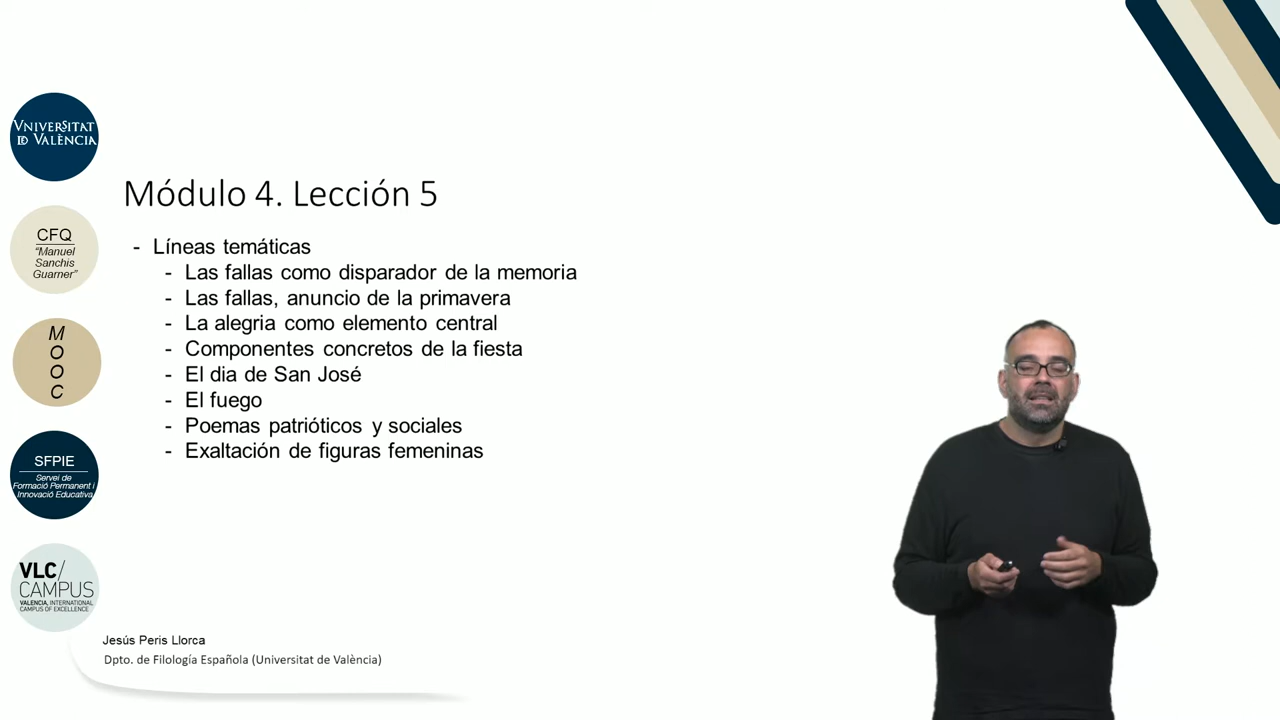 VNIVERSITAT
ID VALÈNCIA
CFQ
"Manuel
Sanchis
Guarner"
M
O
O
C
SFPIE
Servei de
Formació Permanent i
Innovació Educativa
VLC/
CAMPUS
VALENCIA, INTERNATIONAL
CAMPUS OF EXCELLENCE
Módulo 4. Lección 5
- Líneas temáticas
- Las fallas como disparador de la memoria
- Las fallas, anuncio de la primavera
- La alegria como elemento central
- Componentes concretos de la fiesta
- El dia de San José
- El fuego
- Poemas patrióticos y sociales
- Exaltación de figuras femeninas
Jesús Peris Llorca
Dpto. de Filología Española (Universitat de València)